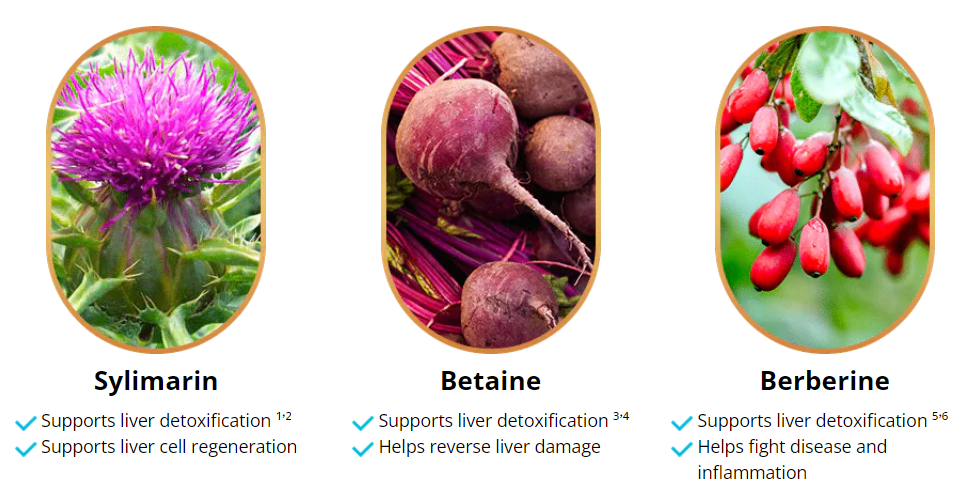 Sylimarin
Supports liver detoxification 1,2
Supports liver cell regeneration
Betaine
Supports liver detoxification 3,4
Helps reverse liver damage
Berberine
Supports liver detoxification 5,6
Helps fight disease and
inflammation